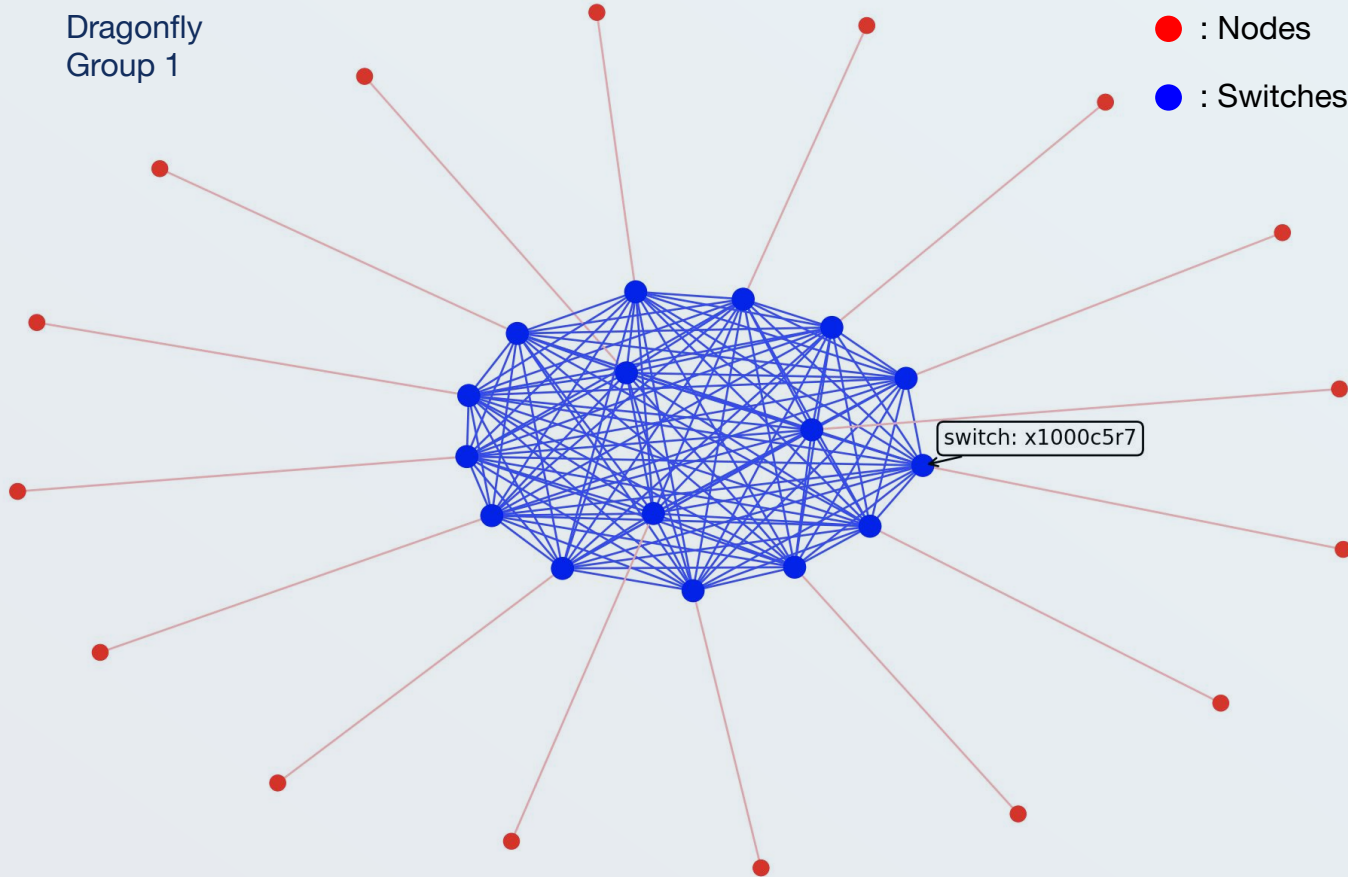 Dragonfly
Group 1
: Nodes
: Switches
switch: x1000c5r7